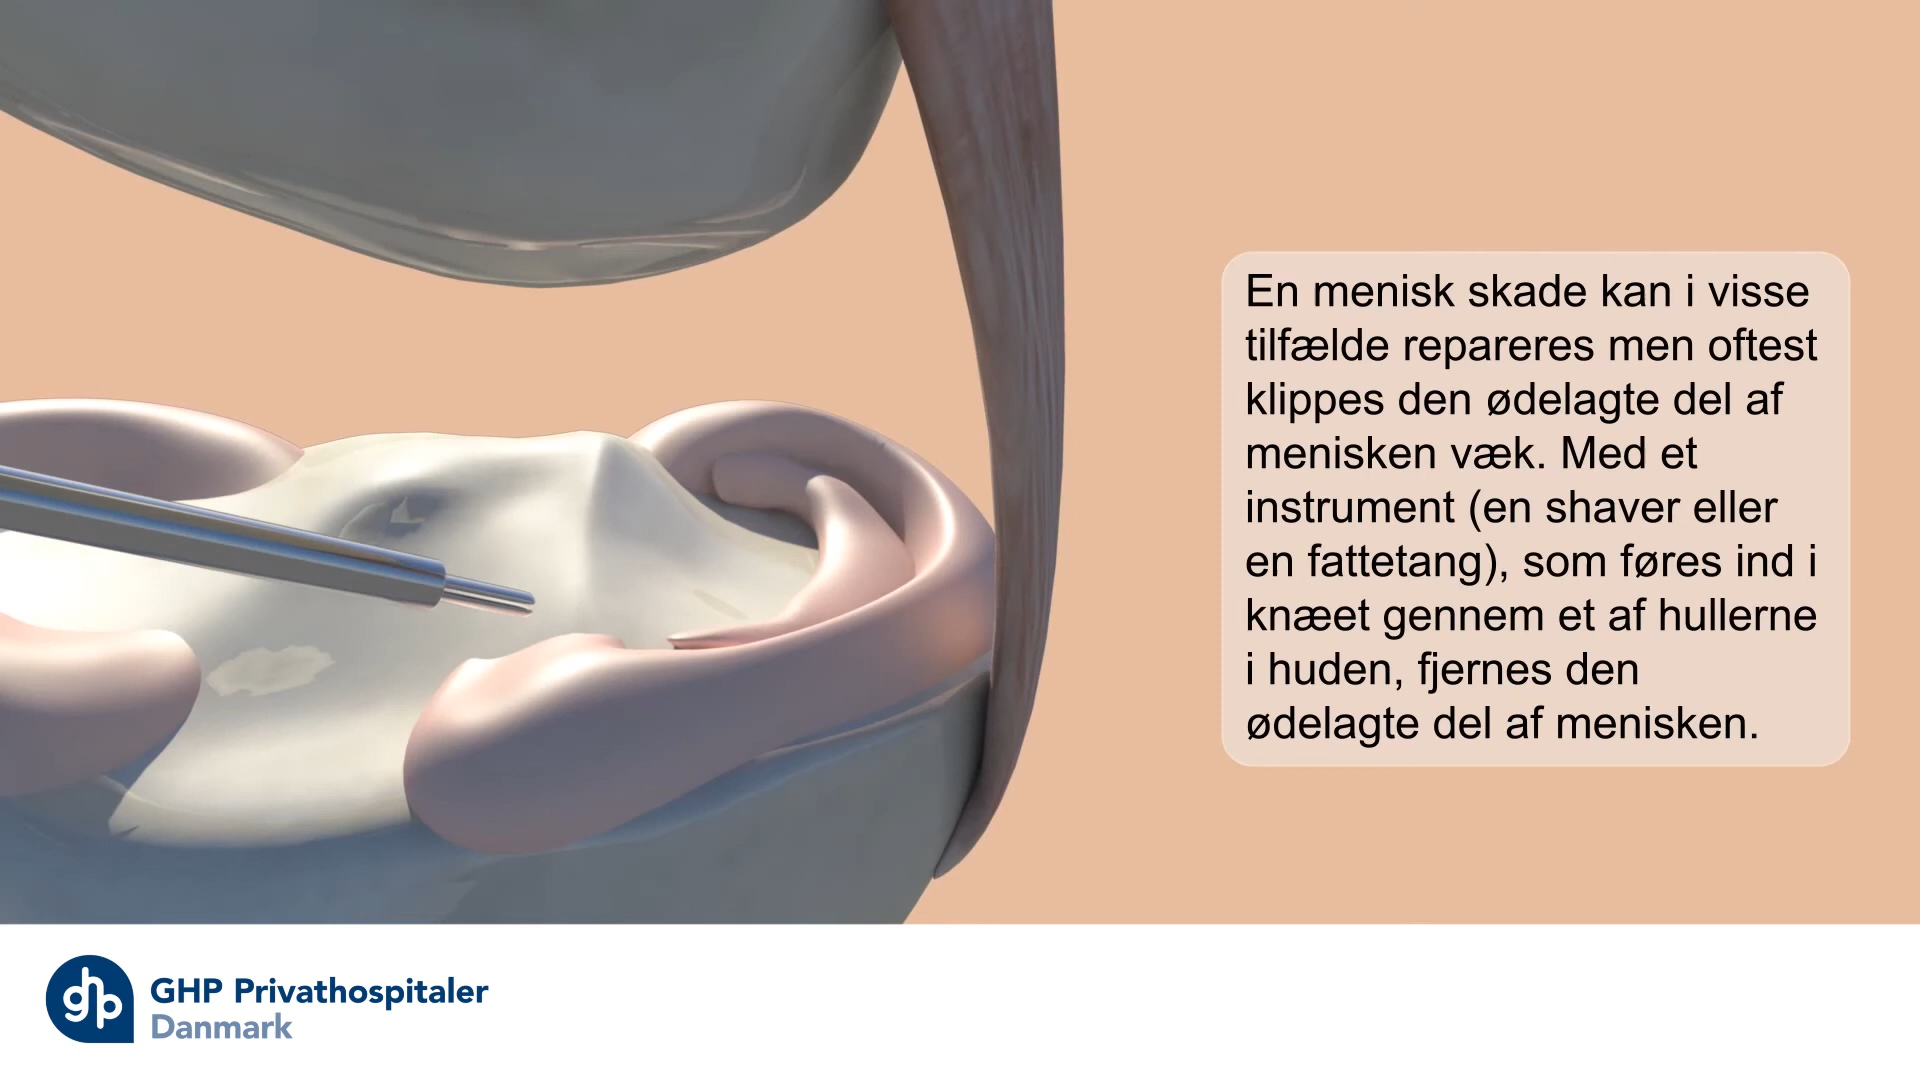 En menisk skade kan i visse
tilfælde repareres men oftest
klippes den ødelagte del af
menisken væk. Med et
instrument (en shaver eller
en fattetang), som føres ind i
knæet gennem et af hullerne
i huden, fjernes den
ødelagte del af menisken.
ghp
GHP Privathospitaler
Danmark